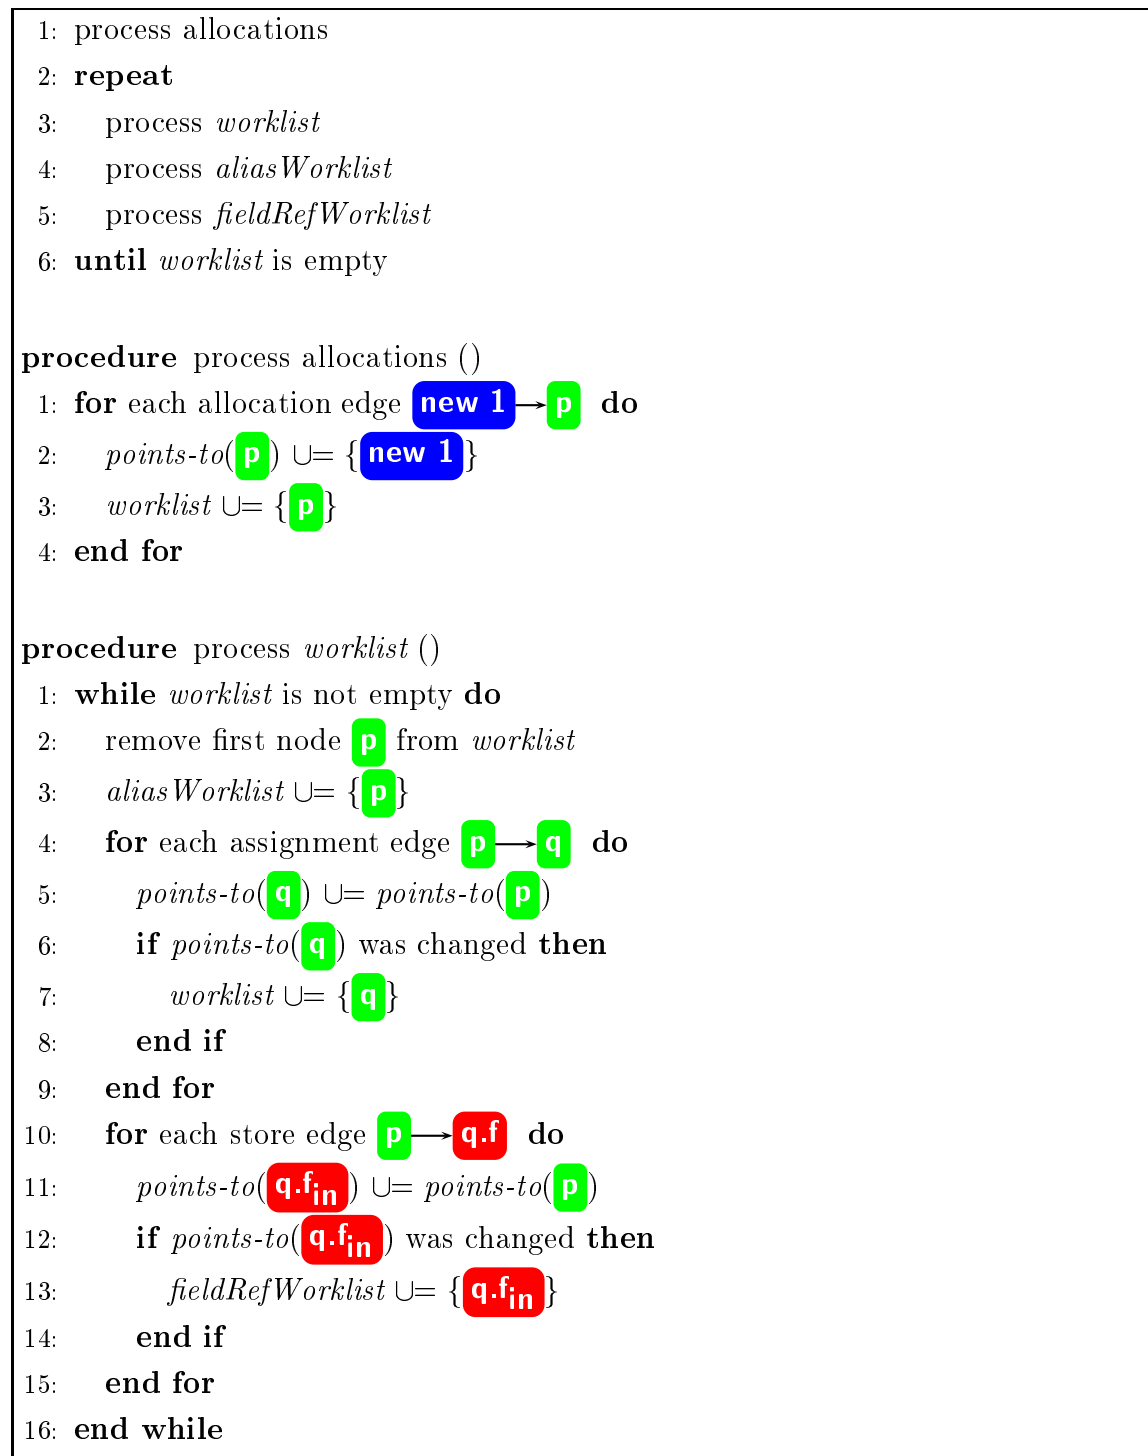 1: process allocations
2: repeat
3: process worklist
4: process aliasWorklist
5: process fieldRefWorklist
6: until worklist is empty
procedure process allocations ()
1: for each allocation edge new 1→p do
2: points-to(p) ∪= {new 1}
3: worklist ∪= {p}
4: end for
procedure process worklist ()
1: while worklist is not empty do
2: remove first node p from worklist
3: aliasWorklist ∪= {p}
4: for each assignment edge p→q do
5: points-to(q) ∪= points-to(p)
6: if points-to(q) was changed then
7: worklist ∪= {q}
8: end if
9: end for
10: for each store edge p→q.f do
11: points-to(q.fin) ∪= points-to(p)
12: if points-to(q.fin) was changed then
13: fieldRefWorklist ∪= {q.fin}
14: end if
15: end for
16: end while